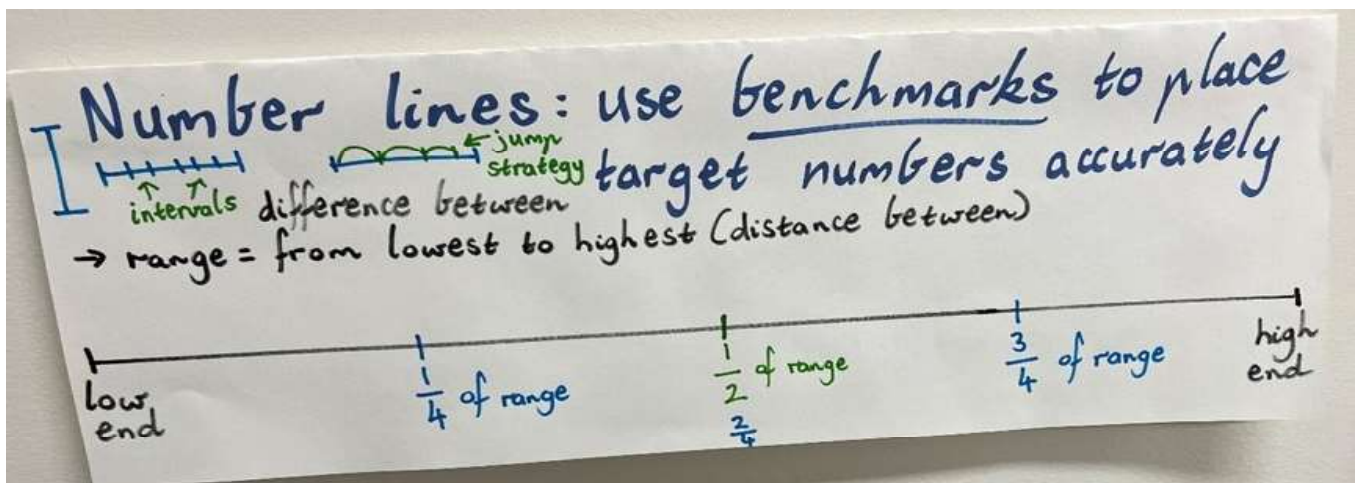 Number lines: use benchmarks to place
target numbers accurately
← jump
strategy
↑ ↑
intervals
difference between
→ range = from lowest to highest (distance between)
low
end
1/4 of range
1/2 of range
2/4
3/4 of range
high
end